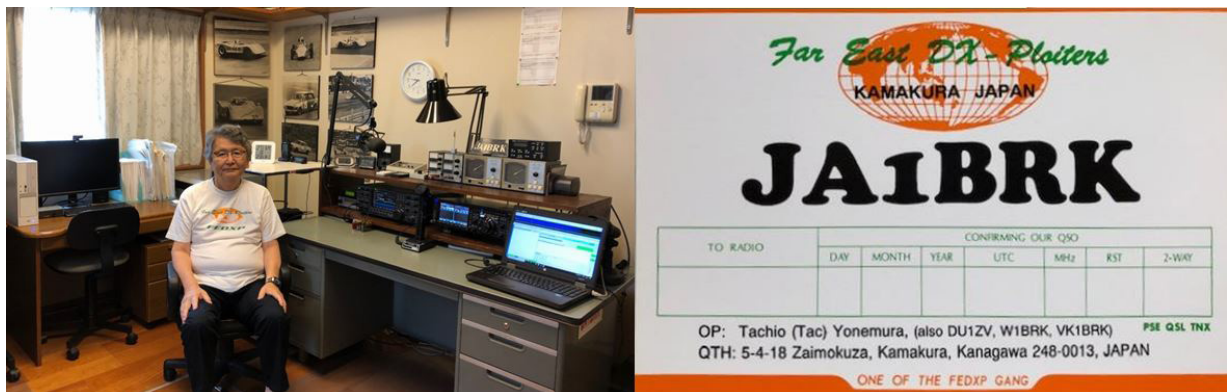 FEDXP
JA1BRK
Far East DX-Ploiters
KAMAKURA JAPAN
JA1BRK
TO RADIO
CONFIRMING OUR QSO
DAY MONTH YEAR UTC MHz RST 2-WAY
OP: Tachio (Tac) Yonemura, (also DU1ZV, W1BRK, VK1BRK)
PSE QSL TNX
QTH: 5-4-18 Zaimokuza, Kamakura, Kanagawa 248-0013, JAPAN
ONE OF THE FEDXP GANG